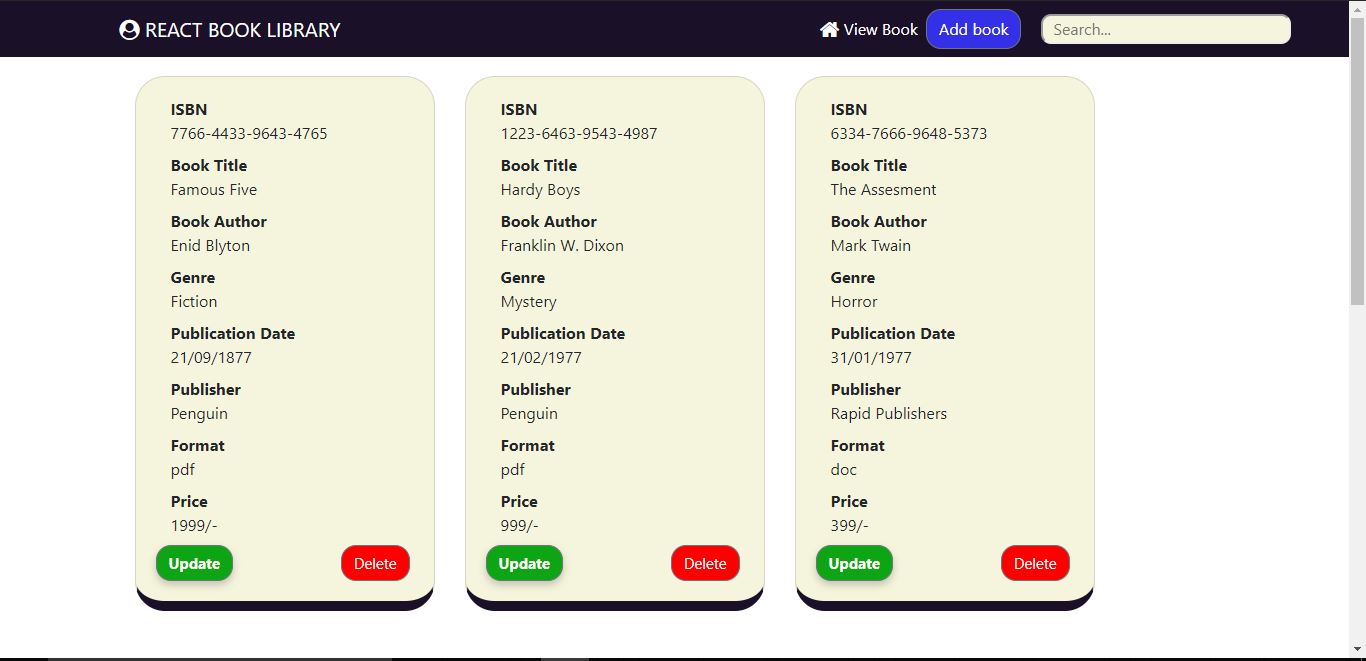 REACT BOOK LIBRARY
View Book
Add book
Search...
ISBN
7766-4433-9643-4765
Book Title
Famous Five
Book Author
Enid Blyton
Genre
Fiction
Publication Date
21/09/1877
Publisher
Penguin
Format
pdf
Price
1999/-
Update
Delete
ISBN
1223-6463-9543-4987
Book Title
Hardy Boys
Book Author
Franklin W. Dixon
Genre
Mystery
Publication Date
21/02/1977
Publisher
Penguin
Format
pdf
Price
999/-
Update
Delete
ISBN
6334-7666-9648-5373
Book Title
The Assesment
Book Author
Mark Twain
Genre
Horror
Publication Date
31/01/1977
Publisher
Rapid Publishers
Format
doc
Price
399/-
Update
Delete